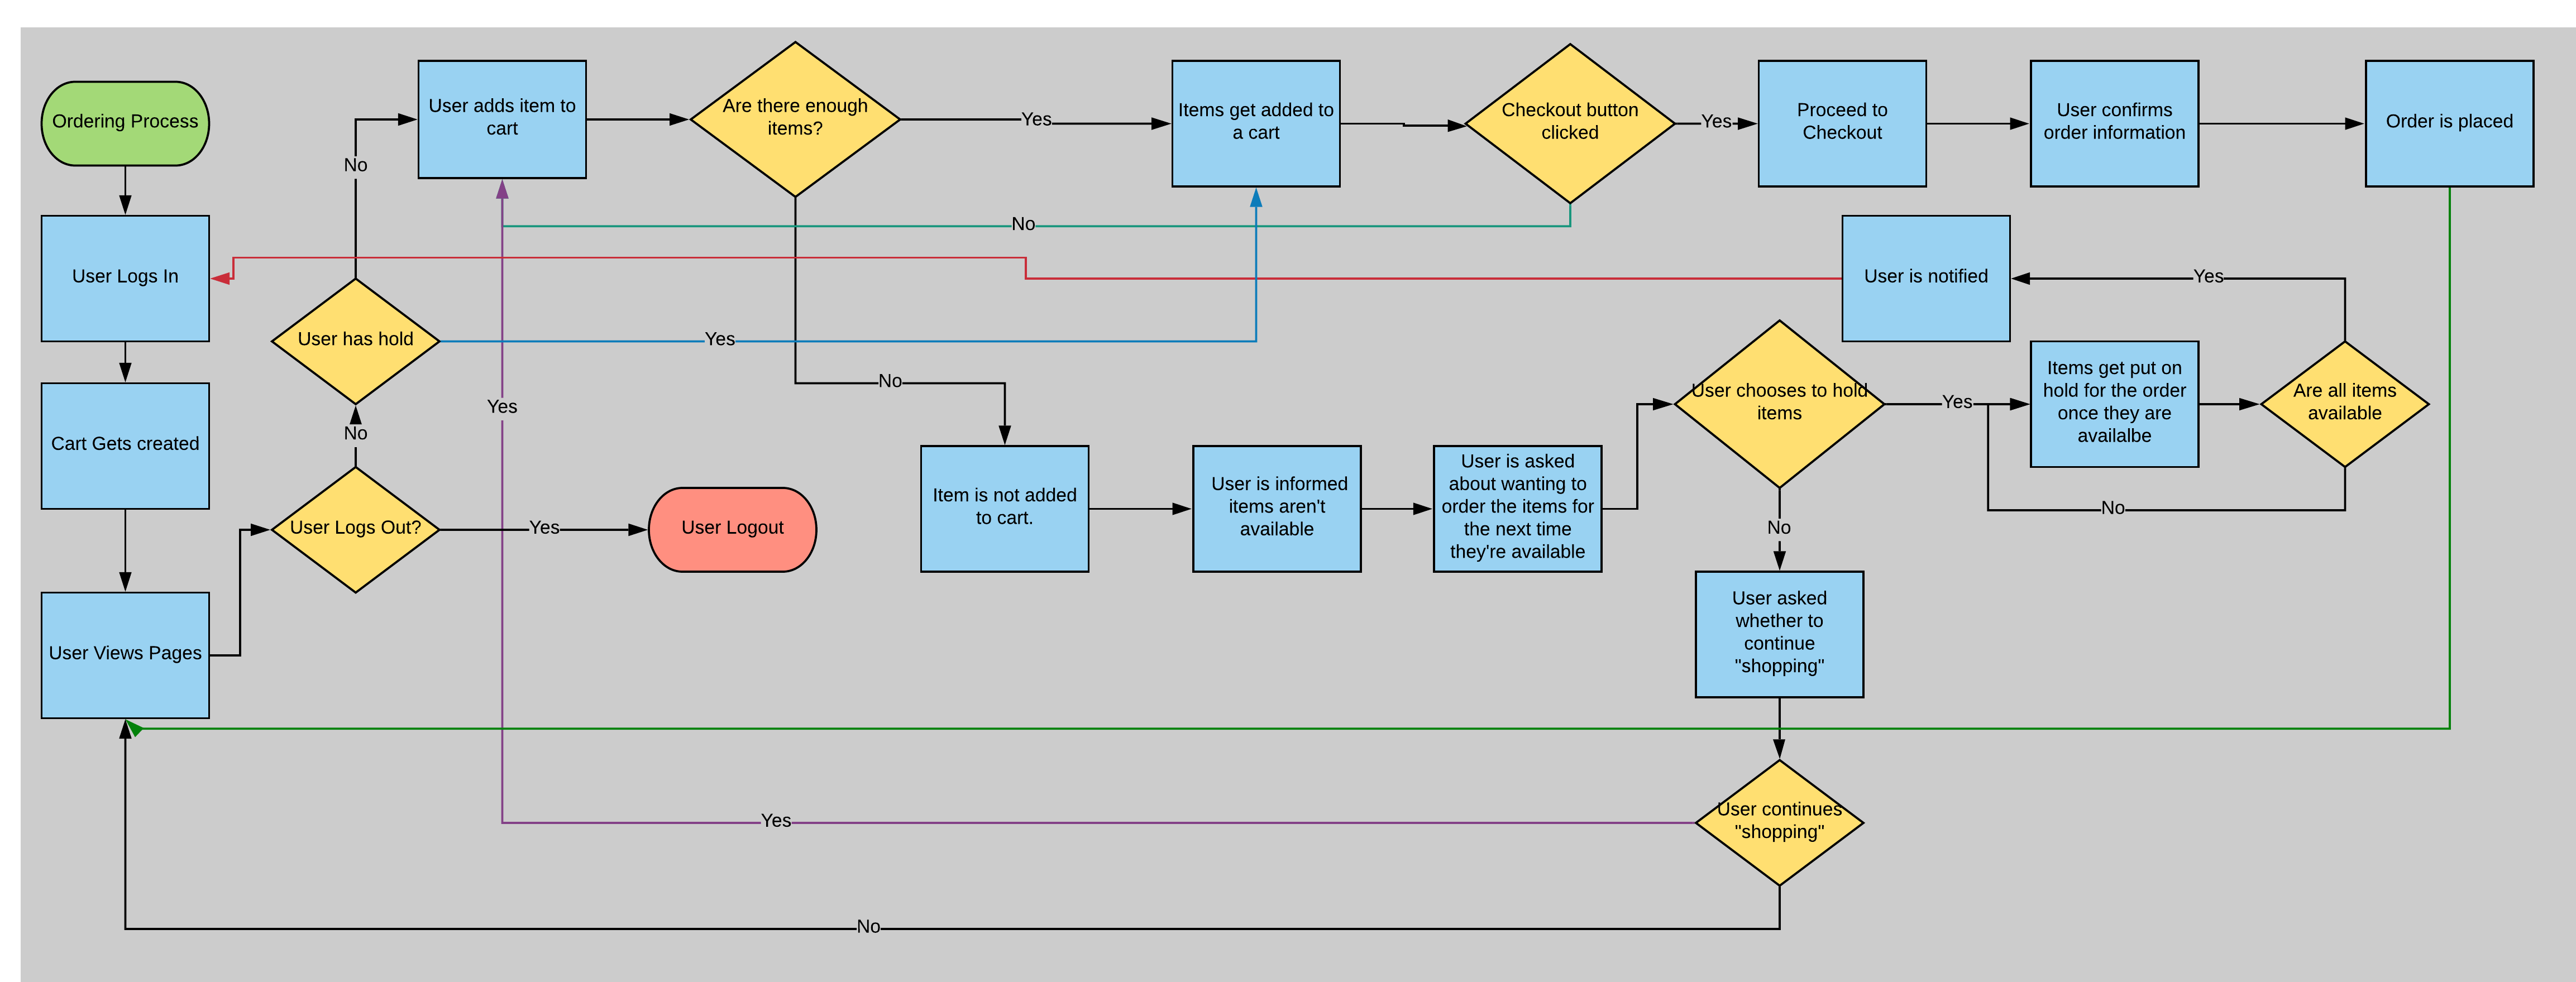 Ordering Process
User adds item to
cart
Are there enough
items?
Yes
Items get added to
a cart
Checkout button
clicked
Yes
Proceed to
Checkout
User confirms
order information
Order is placed
No
No
User Logs In
User is notified
Yes
User has hold
Yes
No
User chooses to hold
items
Yes
Items get put on
hold for the order
once they are
availalbe
Are all items
available
Yes
No
Cart Gets created
User Logs Out?
Yes
User Logout
Item is not added
to cart.
User is informed
items aren't
available
User is asked
about wanting to
order the items for
the next time
they're available
No
No
User Views Pages
User asked
whether to
continue
"shopping"
User continues
"shopping"
Yes
No